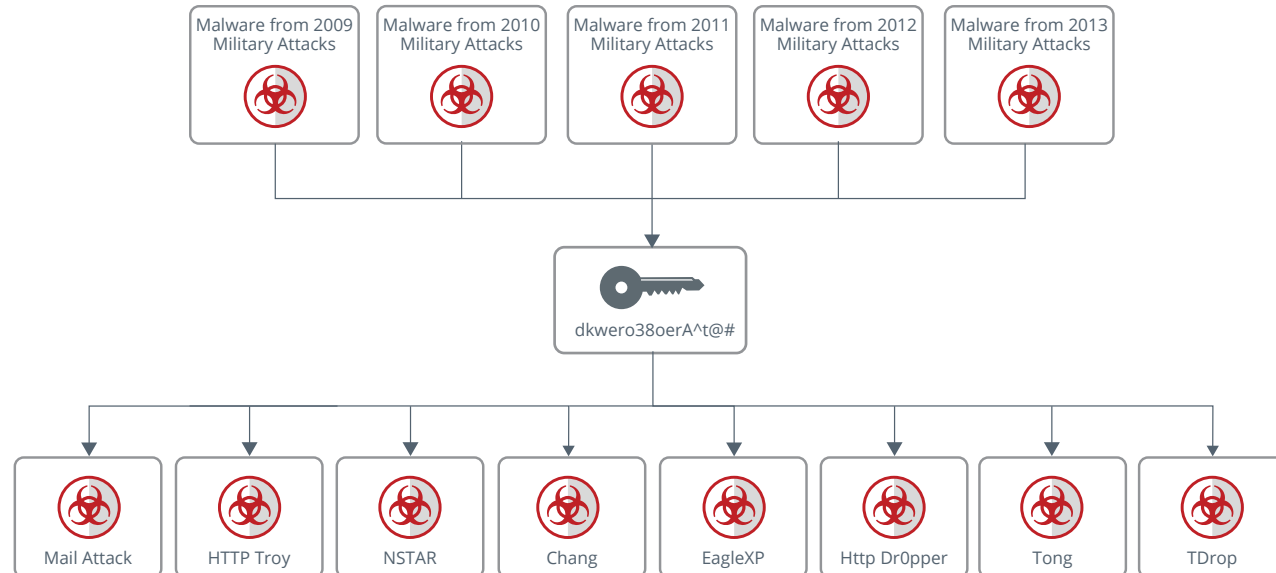 Malware from 2009
Military Attacks
Malware from 2010
Military Attacks
Malware from 2011
Military Attacks
Malware from 2012
Military Attacks
Malware from 2013
Military Attacks
dkwero38oerA^t@#
Mail Attack
HTTP Troy
NSTAR
Chang
EagleXP
Http Dr0pper
Tong
TDrop